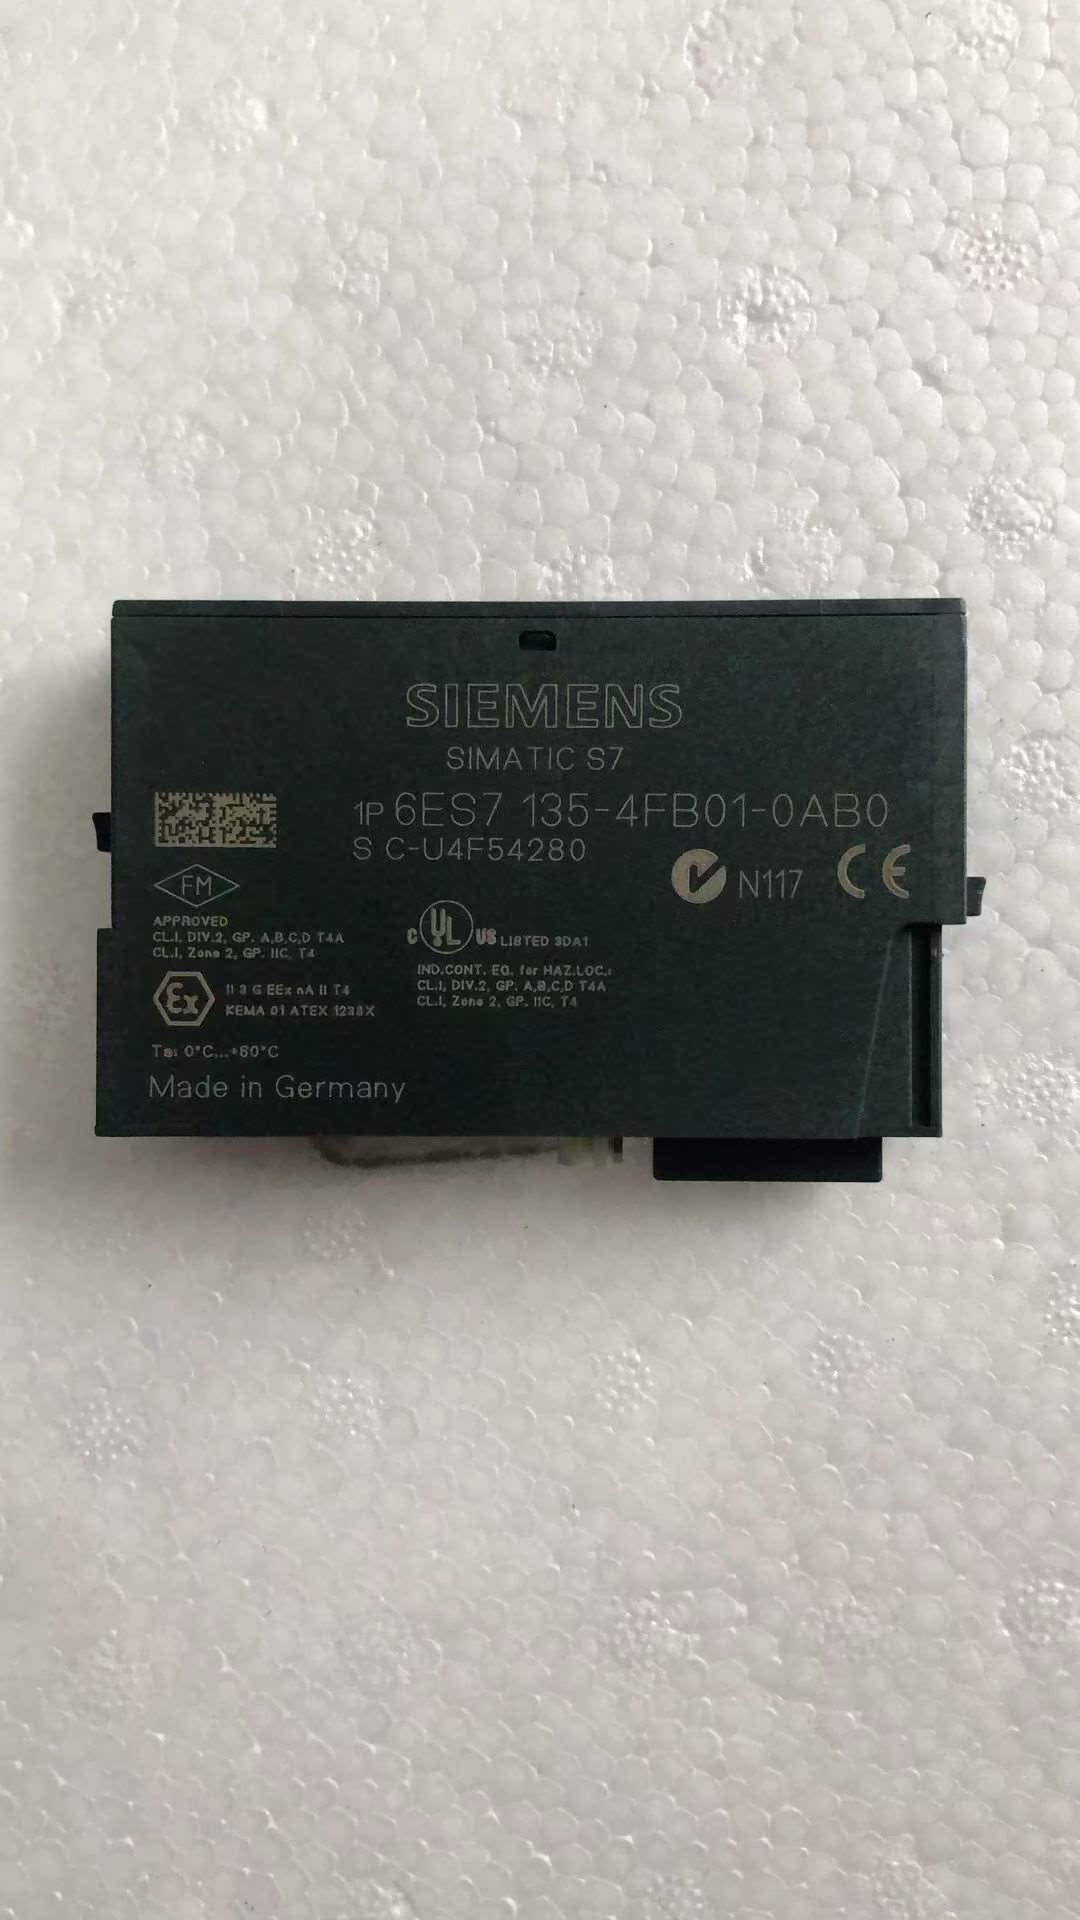 SIEMENS
SIMATIC S7
1P 6ES7 135-4FB01-0AB0
S C-U4F54280
N117 CE
FM
APPROVED
CL.I, DIV.2, GP. A,B,C,D T4A
CL.I, Zone 2, GP. IIC, T4
C UL US LISTED 3DA1
IND.CONT. EQ. for HAZ.LOC.:
CL.I, DIV.2, GP. A,B,C,D T4A
CL.I, Zone 2, GP. IIC, T4
Ex II 3 G EEx nA II T4
KEMA 01 ATEX 1238X
Ta: 0°C...+60°C
Made in Germany